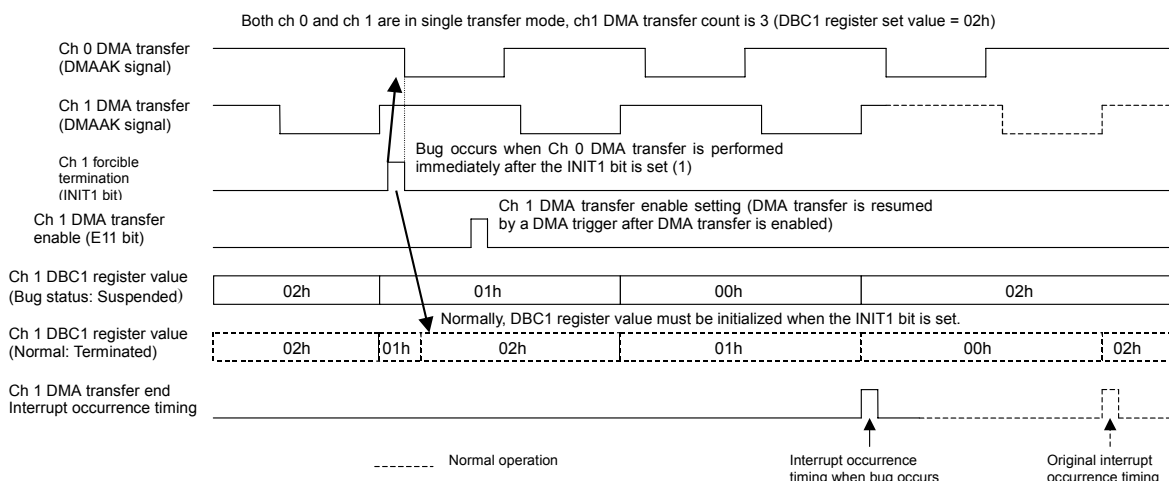 Both ch 0 and ch 1 are in single transfer mode, ch1 DMA transfer count is 3 (DBC1 register set value = 02h)
Ch 0 DMA transfer
(DMAAK signal)
Ch 1 DMA transfer
(DMAAK signal)
Bug occurs when Ch 0 DMA transfer is performed
immediately after the INIT1 bit is set (1)
Ch 1 forcible
termination
(INIT1 bit)
Ch 1 DMA transfer enable setting (DMA transfer is resumed
by a DMA trigger after DMA transfer is enabled)
Ch 1 DMA transfer
enable (E11 bit)
Ch 1 DBC1 register value
(Bug status: Suspended)
02h 01h 00h 02h
Normally, DBC1 register value must be initialized when the INIT1 bit is set.
Ch 1 DBC1 register value
(Normal: Terminated)
02h 01h 02h 01h 00h 02h
Ch 1 DMA transfer end
Interrupt occurrence timing
Normal operation
Interrupt occurrence
timing when bug occurs
Original interrupt
occurrence timing